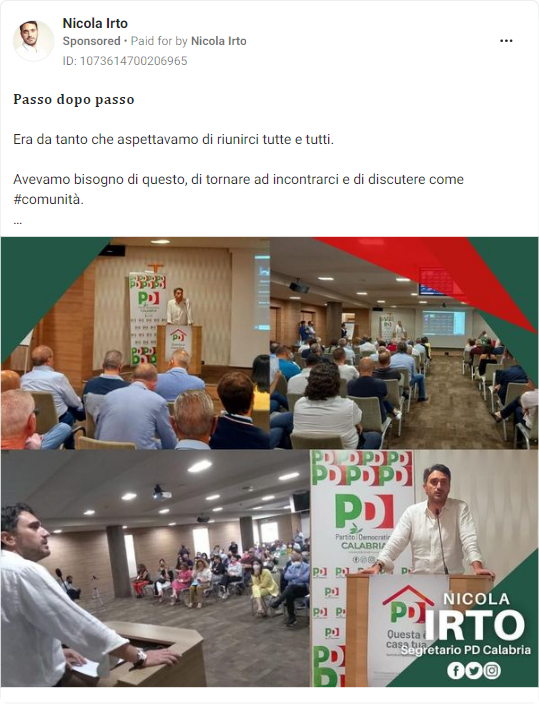 Nicola Irto
Sponsored • Paid for by Nicola Irto
ID: 1073614700206965
Passo dopo passo
Era da tanto che aspettavamo di riunirci tutte e tutti.
Avevamo bisogno di questo, di tornare ad incontrarci e di discutere come
#comunità.
...
PD
PD
Partito Democratico
CALABRIA
PD
Questa è
casa tua
NICOLA
IRTO
Segretario PD Calabria